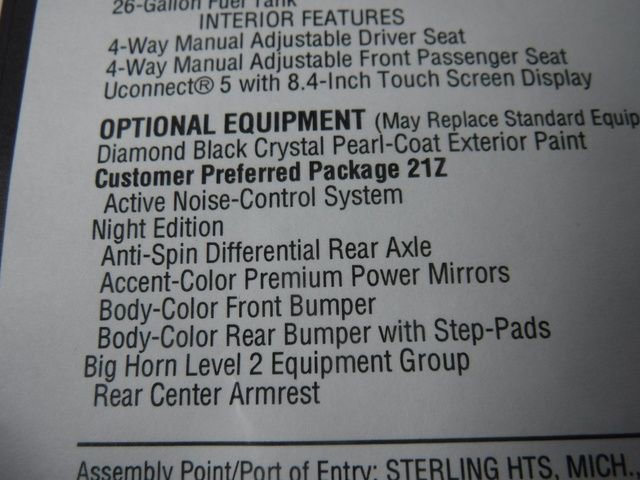 26-Gallon Fuel Tank
INTERIOR FEATURES
4-Way Manual Adjustable Driver Seat
4-Way Manual Adjustable Front Passenger Seat
Uconnect® 5 with 8.4-Inch Touch Screen Display
OPTIONAL EQUIPMENT (May Replace Standard Equip
Diamond Black Crystal Pearl-Coat Exterior Paint
Customer Preferred Package 21Z
Active Noise-Control System
Night Edition
Anti-Spin Differential Rear Axle
Accent-Color Premium Power Mirrors
Body-Color Front Bumper
Body-Color Rear Bumper with Step-Pads
Big Horn Level 2 Equipment Group
Rear Center Armrest
Assembly Point/Port of Entry: STERLING HTS, MICH.,